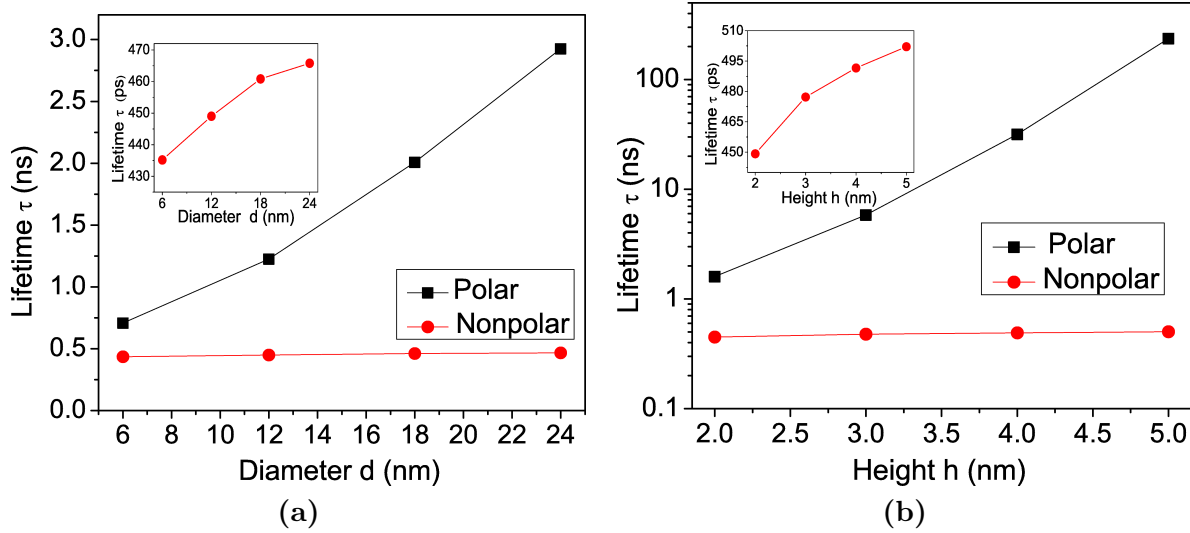 3.0
2.5
2.0
1.5
1.0
0.5
0.0
Lifetime τ (ns)
6 8 10 12 14 16 18 20 22 24
Diameter d (nm)
470
460
450
440
430
Lifetime τ (ps)
6 12 18 24
Diameter d (nm)
Polar
Nonpolar
(a)
100
10
1
0.1
Lifetime τ (ns)
2.0 2.5 3.0 3.5 4.0 4.5 5.0
Height h (nm)
510
495
480
465
450
Lifetime τ (ps)
2 3 4 5
Height h (nm)
Polar
Nonpolar
(b)